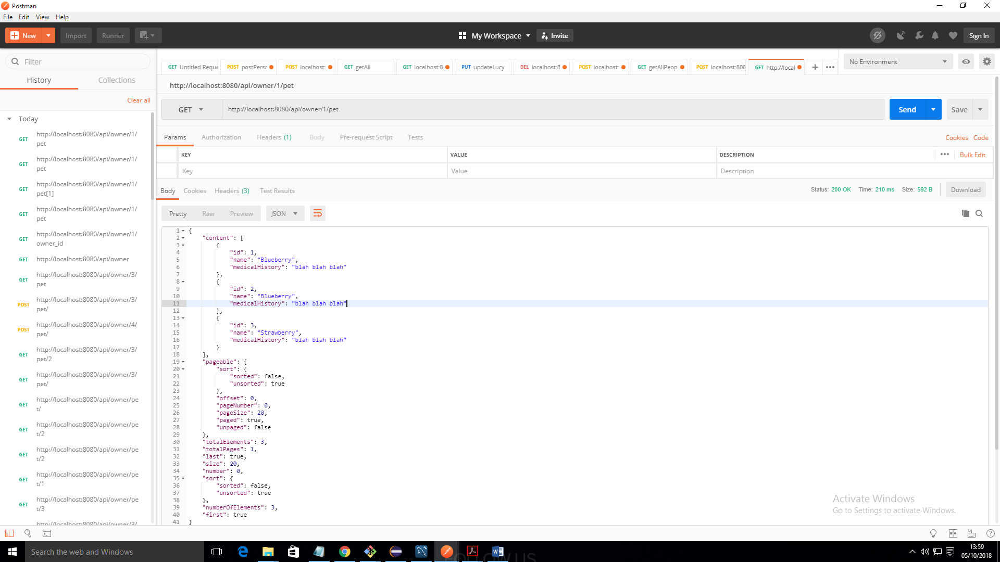 Postman
File Edit View Help
New Import Runner My Workspace Invite Sign In
Filter
History Collections
Clear all
Today
GET http://localhost:8080/api/owner/1/
pet
GET http://localhost:8080/api/owner/1/
pet
GET http://localhost:8080/api/owner/1/
pet[1]
GET http://localhost:8080/api/owner/1/
pet
GET http://localhost:8080/api/owner/1/
owner_id
GET http://localhost:8080/api/owner
GET http://localhost:8080/api/owner/3/
pet
POST http://localhost:8080/api/owner/3/
pet/
POST http://localhost:8080/api/owner/4/
pet/
GET http://localhost:8080/api/owner/3/
pet/2
GET http://localhost:8080/api/owner/3/
pet/
GET http://localhost:8080/api/owner/pe
t/
GET http://localhost:8080/api/owner/pe
t/2
GET http://localhost:8080/api/owner/pe
t/2
GET http://localhost:8080/api/owner/pe
t/1
GET http://localhost:8080/api/owner/pe
t/3
http://localhost:8080/api/owner/3/
GET Untitled Reque POST postPersc POST localhost: GET getAll GET localhost:8 PUT updateLucy DEL localhost:8 POST localhost: GET getAllPeop POST localhost:808 GET http://local
No Environment
http://localhost:8080/api/owner/1/pet
GET http://localhost:8080/api/owner/1/pet Send Save
Params Authorization Headers (1) Body Pre-request Script Tests Cookies Code
KEY VALUE DESCRIPTION Bulk Edit
Key Value Description
Body Cookies Headers (3) Test Results Status: 200 OK Time: 210 ms Size: 592 B Download
Pretty Raw Preview JSON
1 {
2 "content": [
3 {
4 "id": 1,
5 "name": "Blueberry",
6 "medicalHistory": "blah blah blah"
7 },
8 {
9 "id": 2,
10 "name": "Blueberry",
11 "medicalHistory": "blah blah blah"
12 },
13 {
14 "id": 3,
15 "name": "Strawberry",
16 "medicalHistory": "blah blah blah"
17 }
18 ],
19 "pageable": {
20 "sort": {
21 "sorted": false,
22 "unsorted": true
23 },
24 "offset": 0,
25 "pageNumber": 0,
26 "pageSize": 20,
27 "paged": true,
28 "unpaged": false
29 },
30 "totalElements": 3,
31 "totalPages": 1,
32 "last": true,
33 "size": 20,
34 "number": 0,
35 "sort": {
36 "sorted": false,
37 "unsorted": true
38 },
39 "numberOfElements": 3,
40 "first": true
41 }
Activate Windows
Go to Settings to activate Windows.
Search the web and Windows
FOLLOW US
13:59
05/10/2018